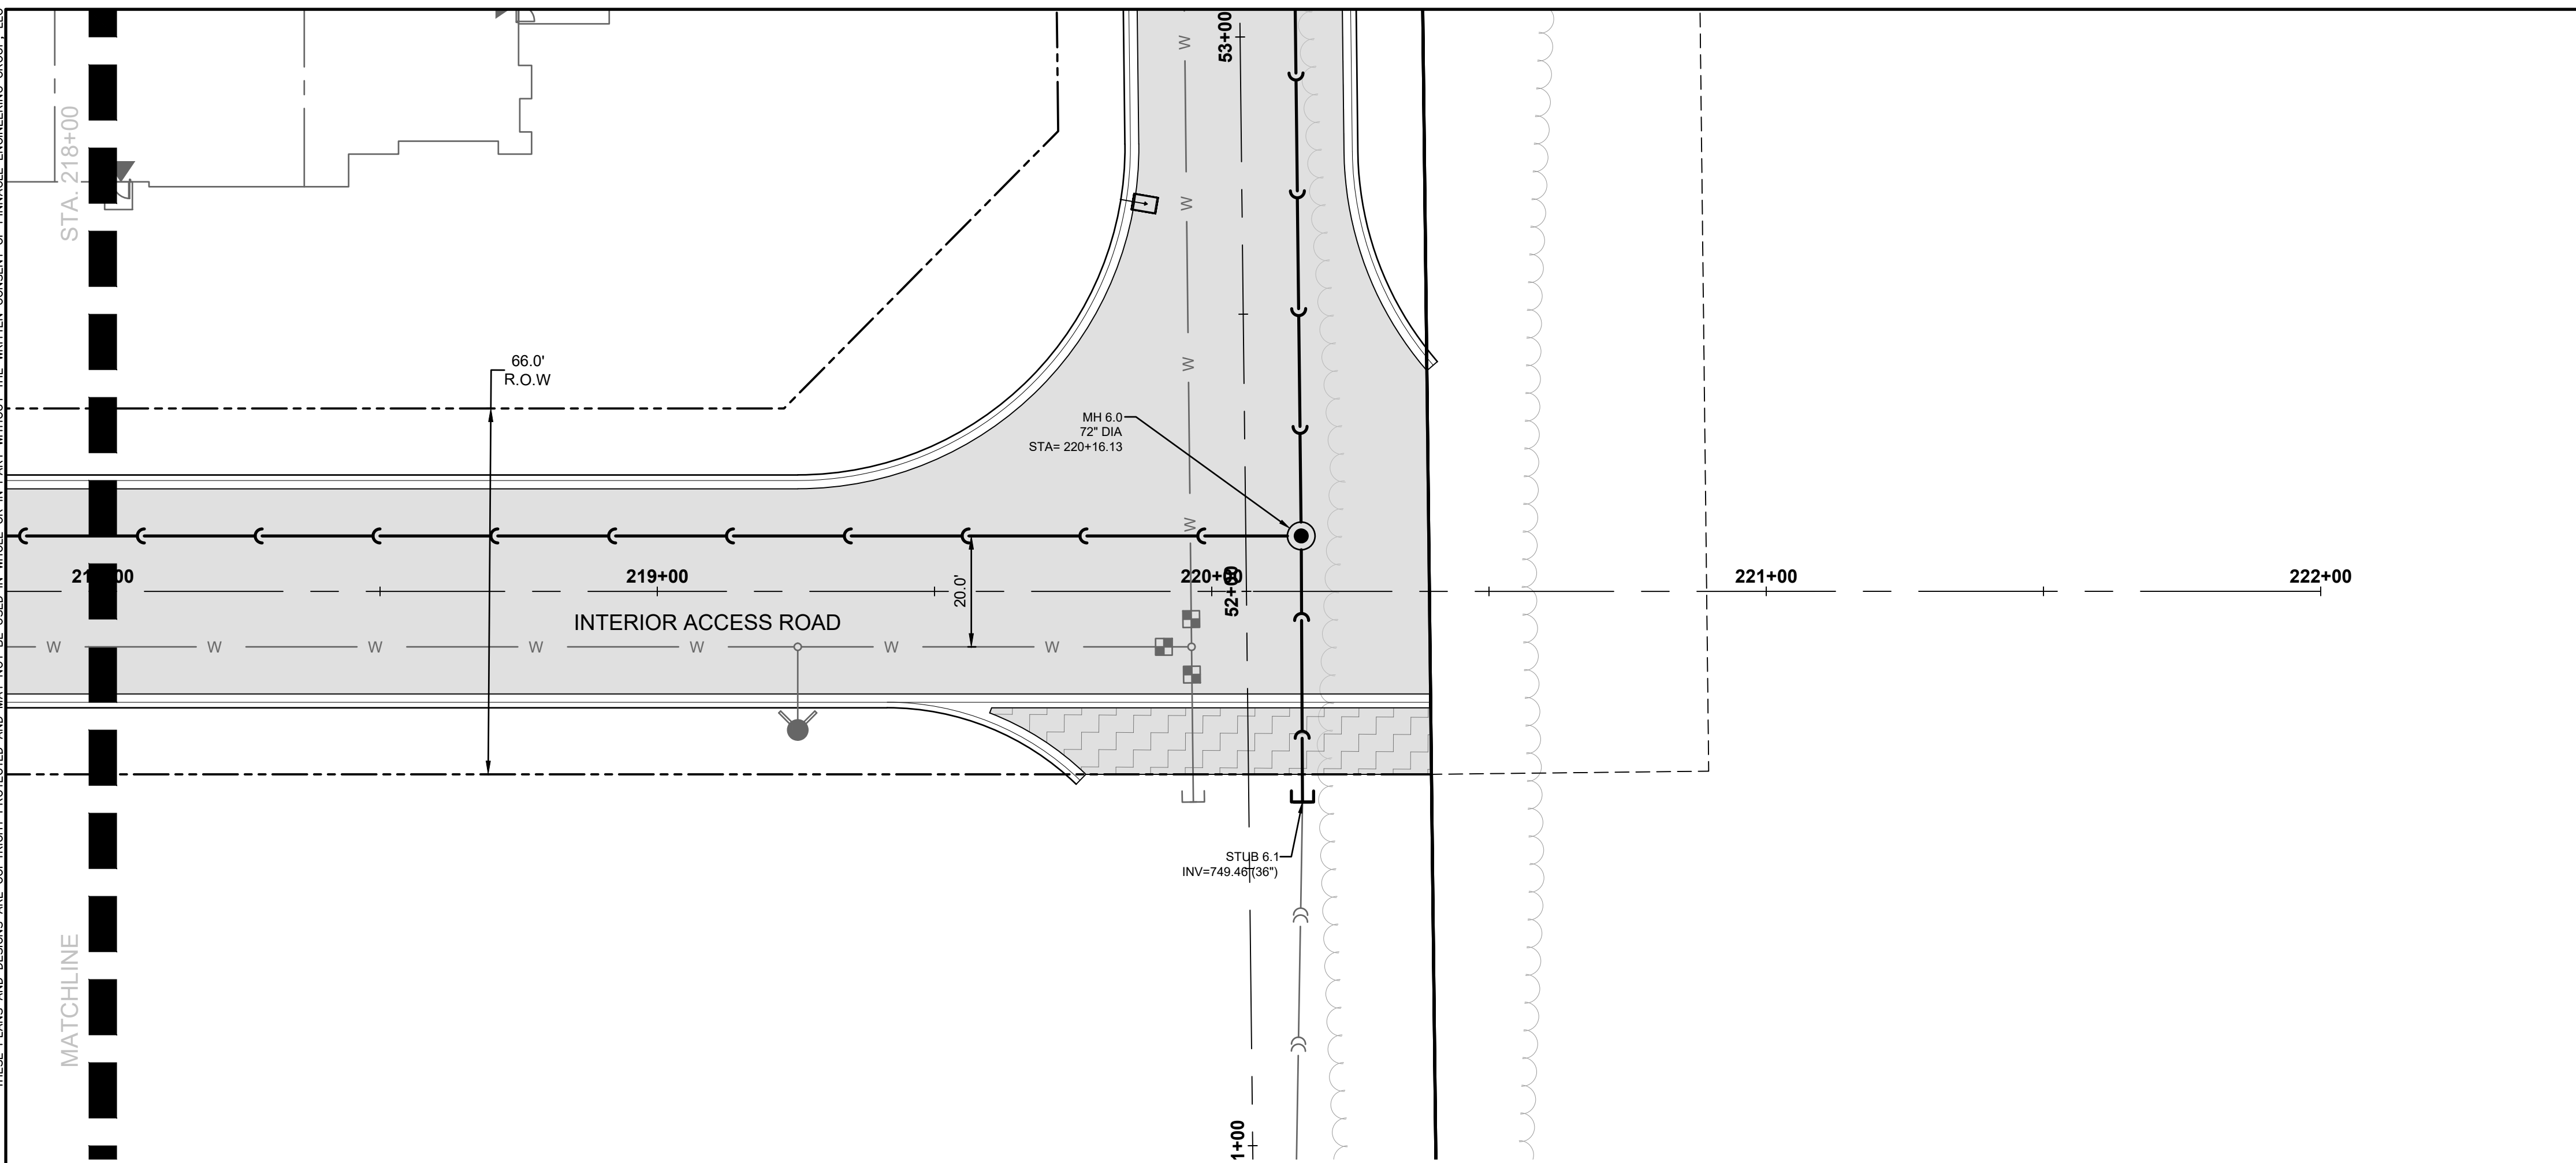 53+00
STA. 218+00
66.0'
R.O.W
MH 6.0
72" DIA
STA= 220+16.13
W
W
W
W
219+00
220+00
52+00
221+00
222+00
20.0'
INTERIOR ACCESS ROAD
W
W
W
W
W
W
W
STUB 6.1
INV=749.46 (36")
MATCHLINE
1+00